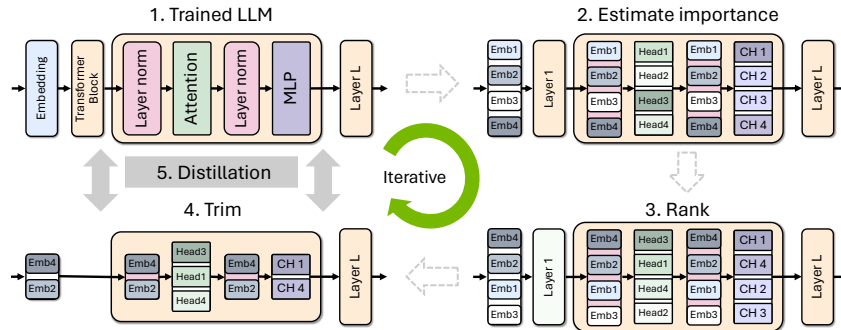 1. Trained LLM
Embedding
Transformer
Block
Layer norm
Attention
Layer norm
MLP
Layer L
2. Estimate importance
Emb1
Emb2
Emb3
Emb4
Layer 1
Emb1
Emb2
Emb3
Emb4
Head1
Head2
Head3
Head4
Emb1
Emb2
Emb3
Emb4
CH 1
CH 2
CH 3
CH 4
Layer L
5. Distillation
Iterative
4. Trim
Emb4
Emb2
Emb4
Emb2
Head3
Head1
Head4
Emb4
Emb2
CH 1
CH 4
Layer L
3. Rank
Emb4
Emb2
Emb1
Emb3
Layer 1
Emb4
Emb2
Emb1
Emb3
Head3
Head1
Head4
Head2
Emb4
Emb2
Emb1
Emb3
CH 1
CH 4
CH 2
CH 3
Layer L